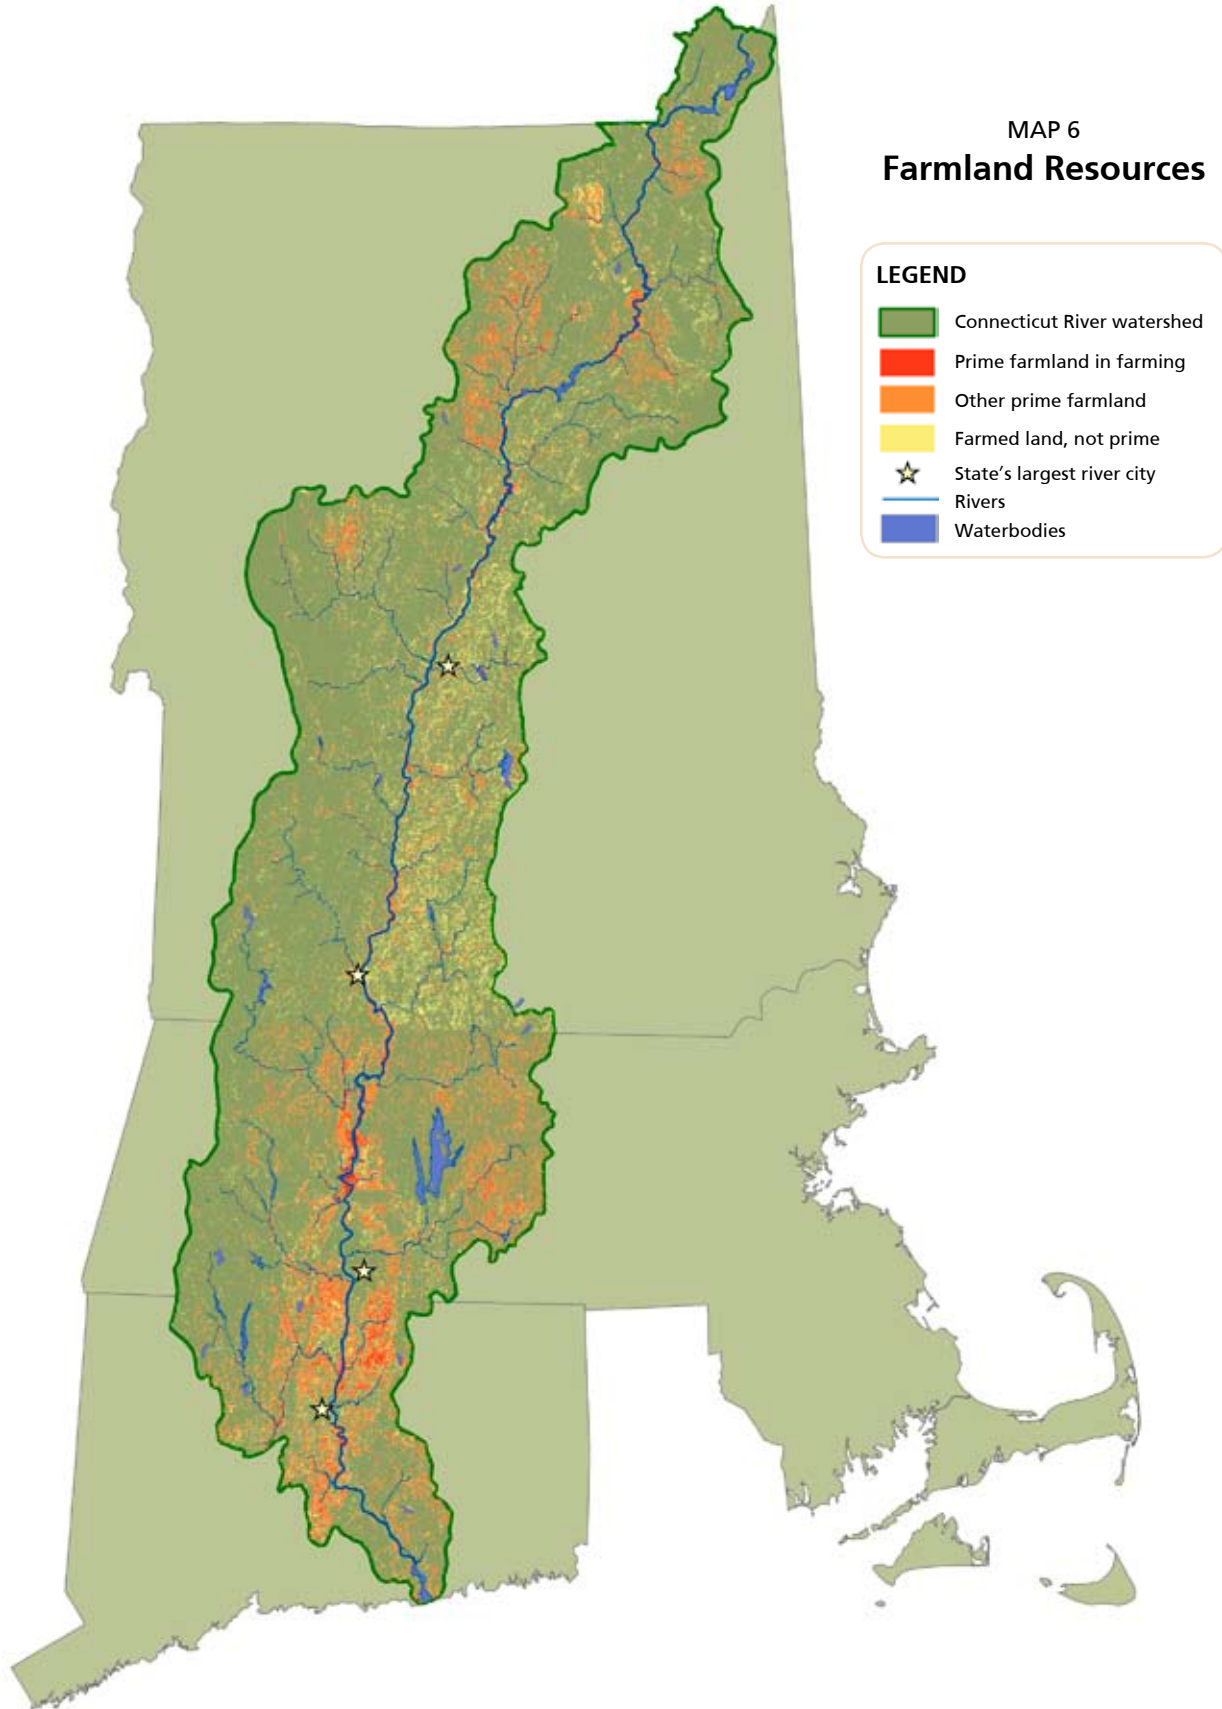 MAP 6
Farmland Resources
LEGEND
Connecticut River watershed
Prime farmland in farming
Other prime farmland
Farmed land, not prime
State's largest river city
Rivers
Waterbodies